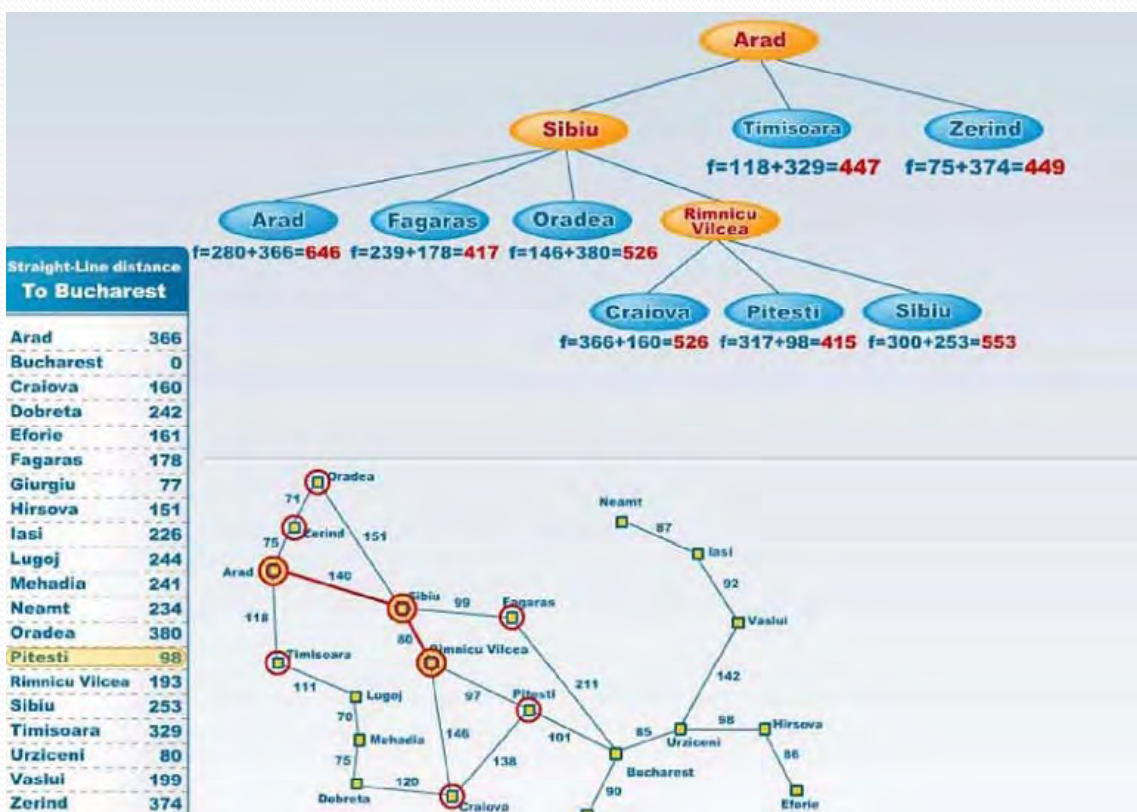 Arad
Sibiu
Timisoara
Zerind
f=118+329=447 f=75+374=449
Arad
Fagaras
Oradea
Rimnicu
Vilcea
f=280+366=646 f=239+178=417 f=146+380=526
Craiova
Pitesti
Sibiu
f=366+160=526 f=317+98=415 f=300+253=553
Straight-Line distance
To Bucharest
Arad 366
Bucharest 0
Craiova 160
Dobreta 242
Eforie 161
Fagaras 178
Giurgiu 77
Hirsova 151
Iasi 226
Lugoj 244
Mehadia 241
Neamt 234
Oradea 380
Pitesti 98
Rimnicu Vilcea 193
Sibiu 253
Timisoara 329
Urziceni 80
Vaslui 199
Zerind 374
Oradea
71
Zerind
151
75
Arad
140
Sibiu
99
Fagaras
118
80
Timisoara
Rimnicu Vilcea
111
Lugoj
97
Pitesti
211
70
Mehadia
146
101
75
138
Dobreta
120
Craiova
Neamt
87
Iasi
92
Vaslui
142
85
Urziceni
98
Hirsova
Bucharest
86
90
Eforie